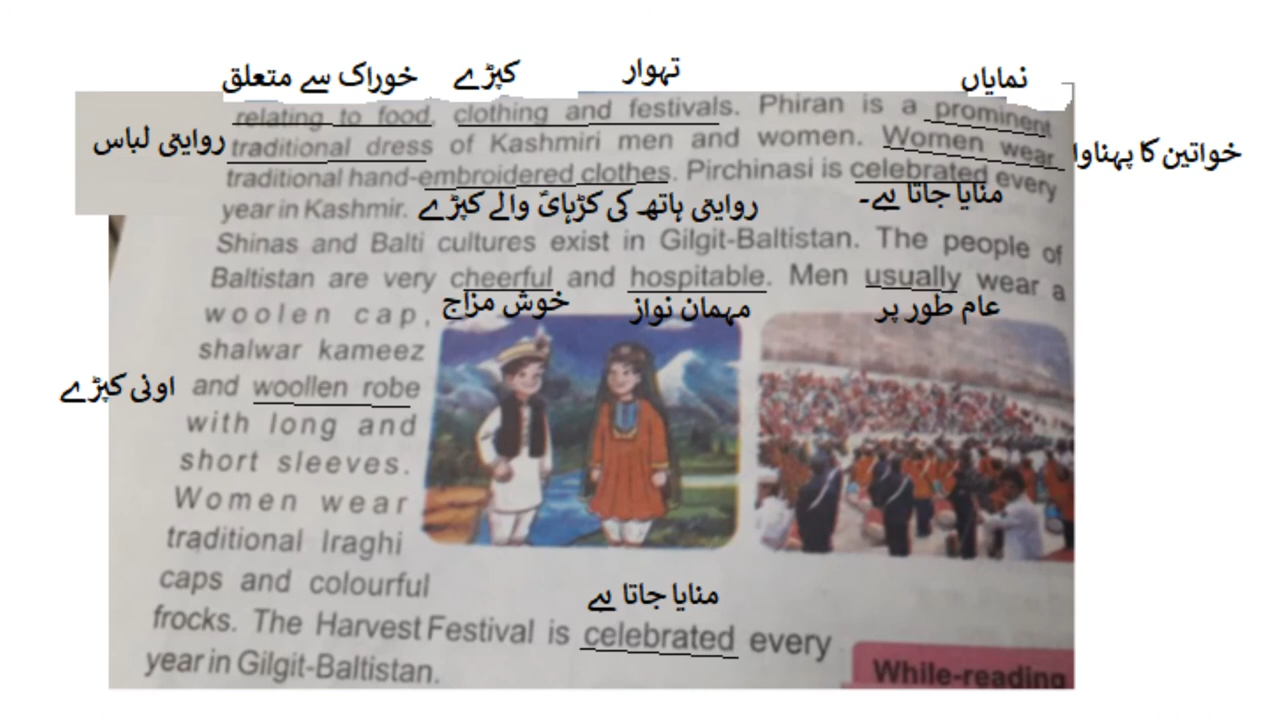 خوراک سے متعلق کپڑے تہوار نمایاں
relating to food, clothing and festivals. Phiran is a prominent
روایتی لباس traditional dress of Kashmiri men and women. Women wear خواتین کا پہناوا
traditional hand-embroidered clothes. Pirchinasi is celebrated every
year in Kashmir. روایتی ہاتھ کی کڑہائ والے کپڑے منایا جاتا ہے۔
Shinas and Balti cultures exist in Gilgit-Baltistan. The people of
Baltistan are very cheerful and hospitable. Men usually wear a
woolen cap, خوش مزاج مہمان نواز عام طور پر
shalwar kameez
اونی کپڑے and woollen robe
with long and
short sleeves.
Women wear
traditional Iraghi
caps and colourful
منایا جاتا ہے
frocks. The Harvest Festival is celebrated every
year in Gilgit-Baltistan.
While-reading